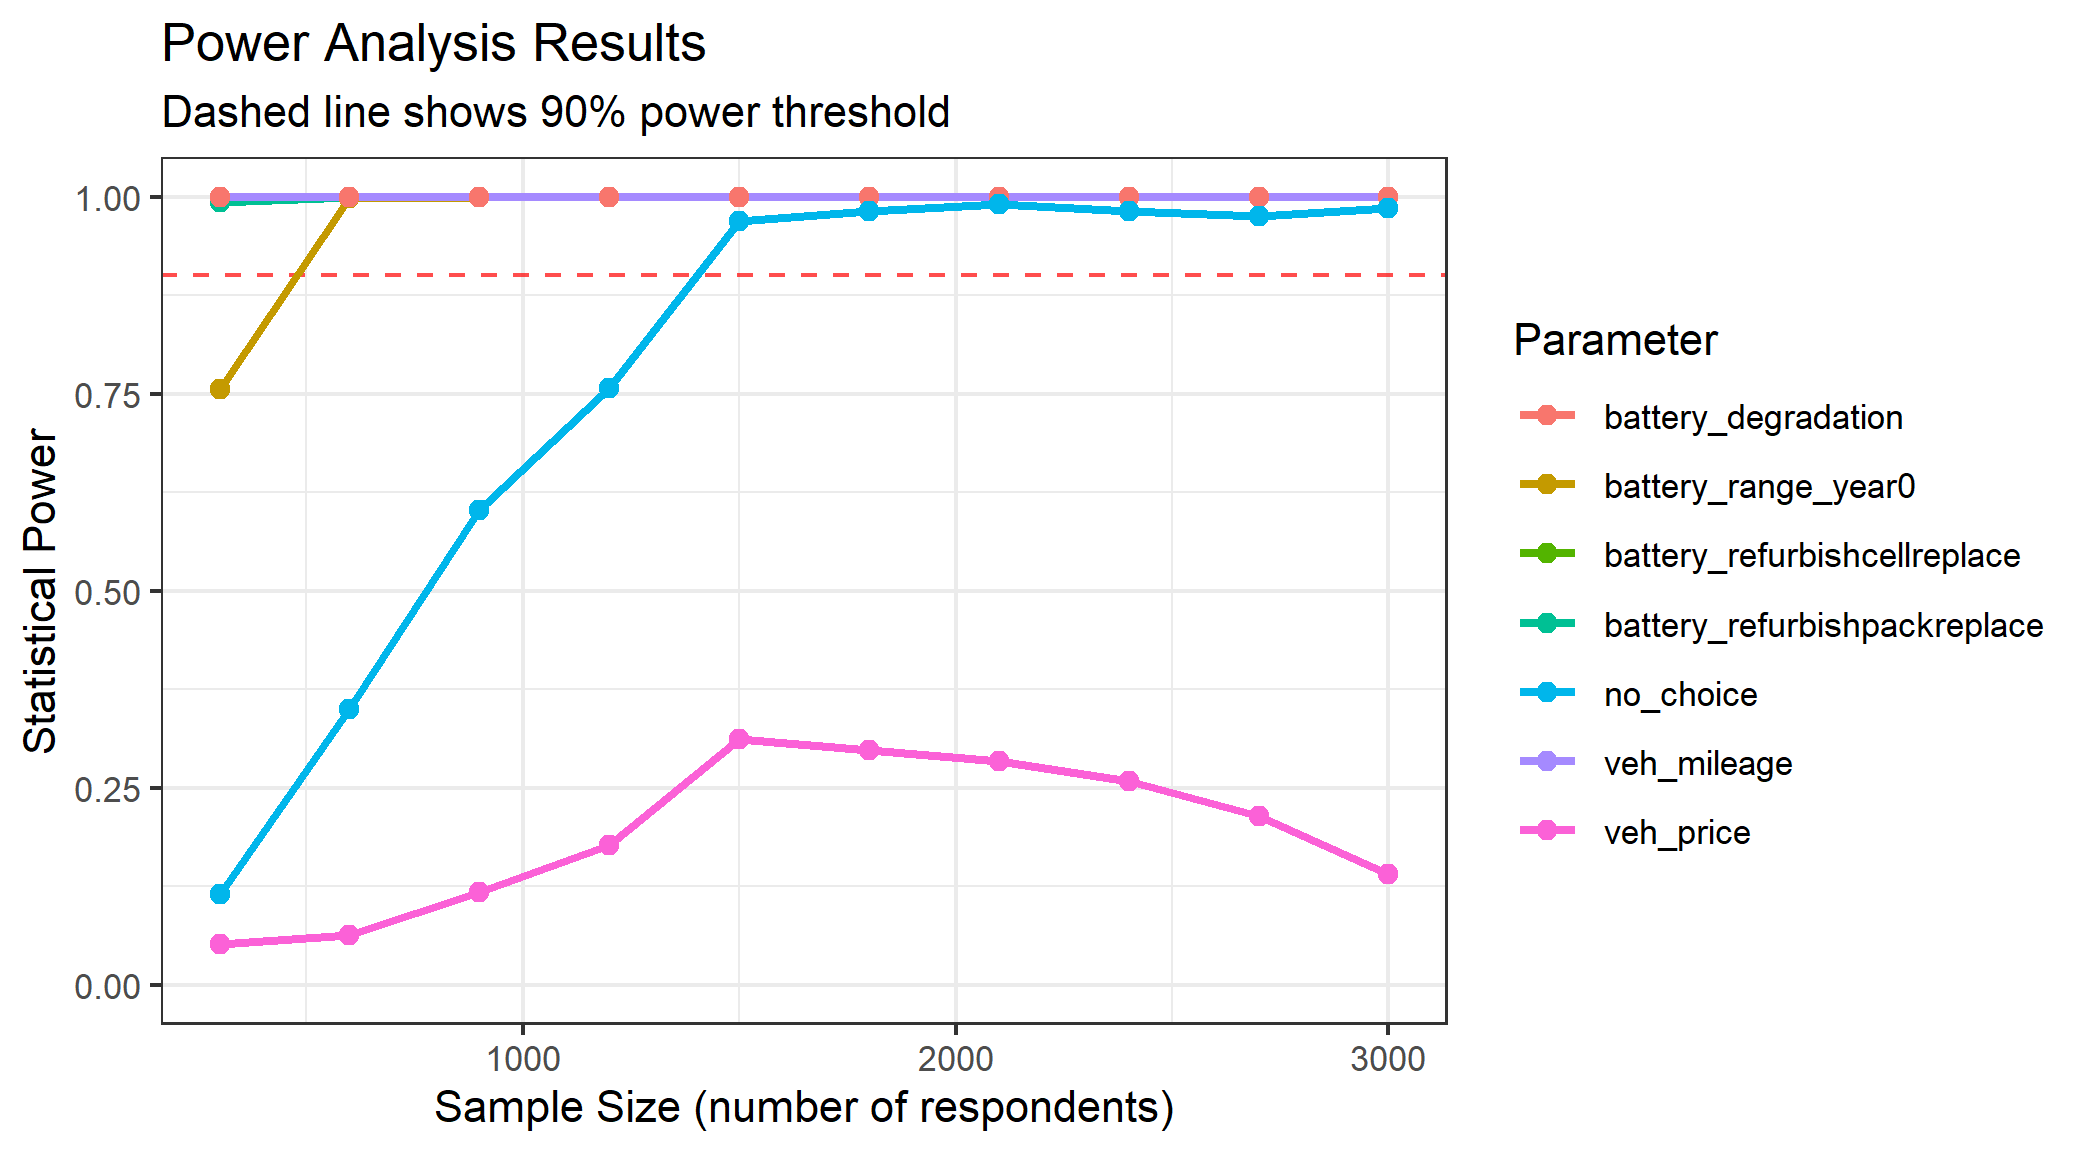 Power Analysis Results
Dashed line shows 90% power threshold
1.00
0.75
0.50
0.25
0.00
Statistical Power
1000
2000
3000
Sample Size (number of respondents)
Parameter
battery_degradation
battery_range_year0
battery_refurbishcellreplace
battery_refurbishpackreplace
no_choice
veh_mileage
veh_price